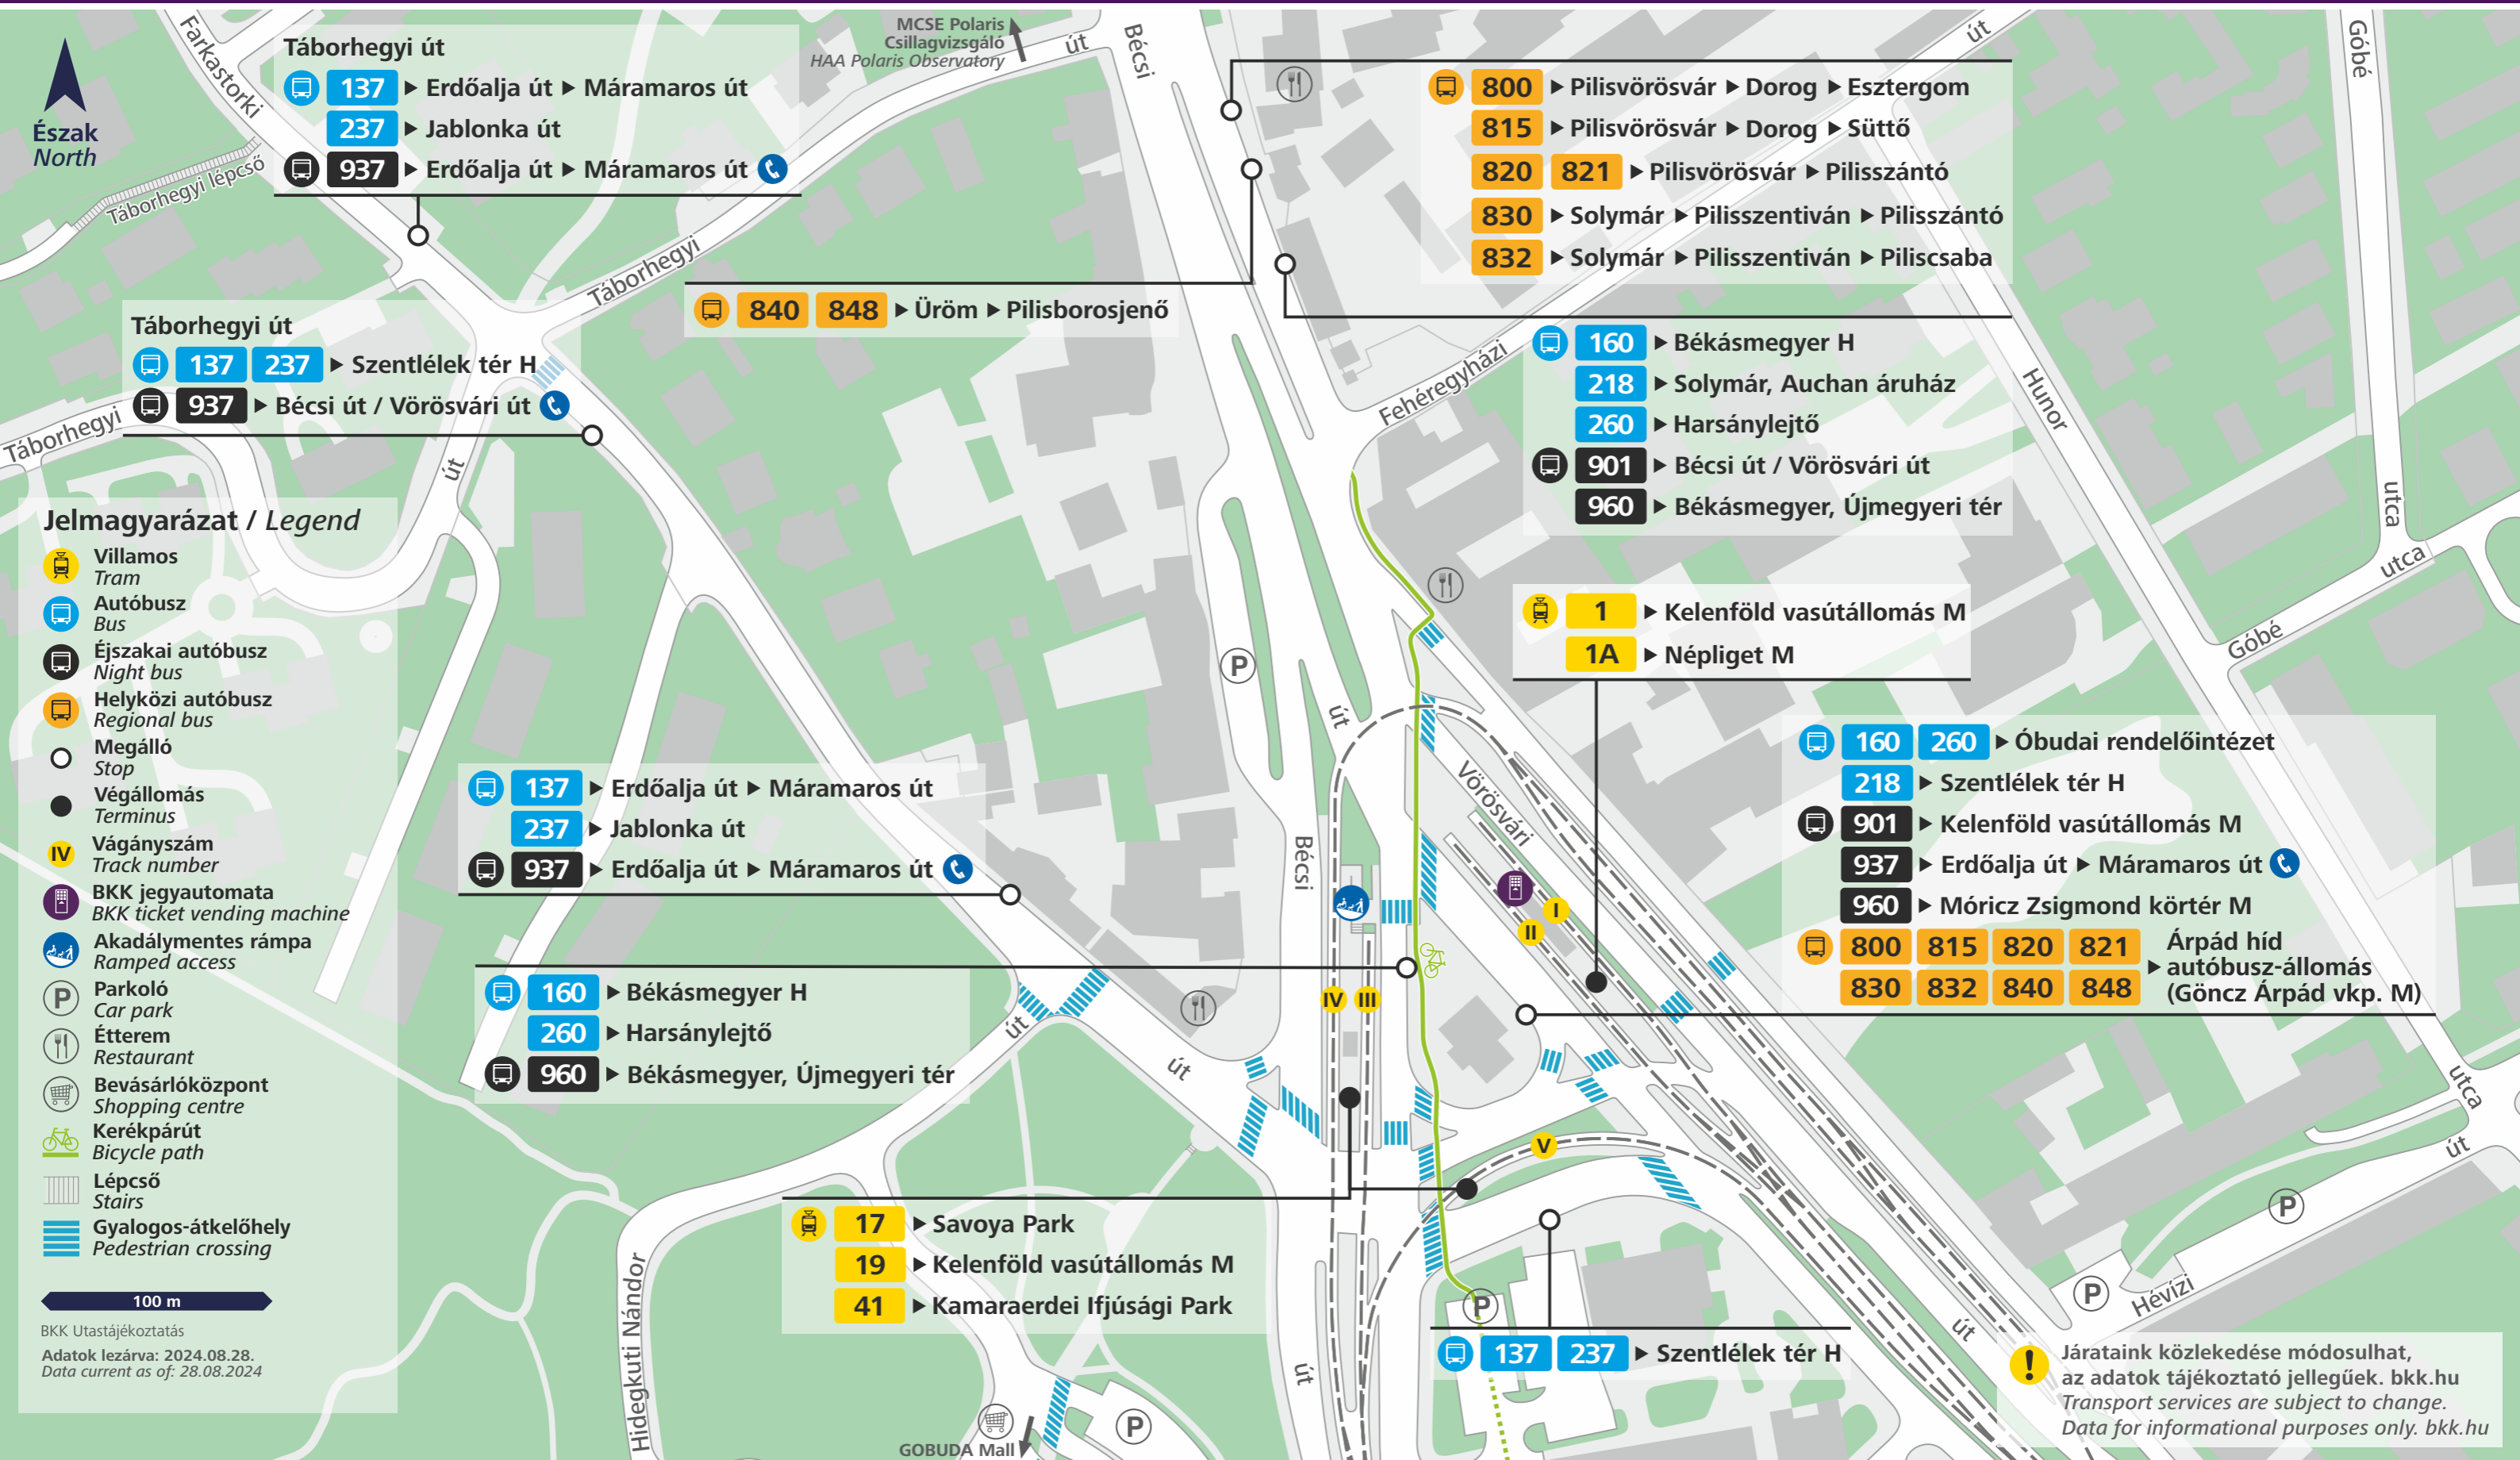 Észak
North
Farkastorki
Táborhegyi lépcső
Táborhegyi út
137 Erdőalja út Máramaros út
237 Jablonka út
937 Erdőalja út Máramaros út
MCSE Polaris
Csillagvizsgáló
HAA Polaris Observatory
út
Bécsi
Táborhegyi
840 848 Üröm Pilisborosjenő
800 Pilisvörösvár Dorog Esztergom
815 Pilisvörösvár Dorog Süttő
820 821 Pilisvörösvár Pilisszántó
830 Solymár Pilisszentiván Pilisszántó
832 Solymár Pilisszentiván Piliscsaba
út
Góbé
Táborhegyi út
137 237 Szentlélek tér H
937 Bécsi út / Vörösvári út
Táborhegyi
út
Fehéregyházi
160 Békásmegyer H
218 Solymár, Auchan áruház
260 Harsánylejtő
901 Bécsi út / Vörösvári út
960 Békásmegyer, Újmegyeri tér
Hunor
utca
utca
Góbé
Jelmagyarázat / Legend
Villamos
Tram
Autóbusz
Bus
Éjszakai autóbusz
Night bus
Helyközi autóbusz
Regional bus
Megálló
Stop
Végállomás
Terminus
IV
Vágányszám
Track number
BKK jegyautomata
BKK ticket vending machine
Akadálymentes rámpa
Ramped access
P
Parkoló
Car park
Étterem
Restaurant
Bevásárlóközpont
Shopping centre
Kerékpárút
Bicycle path
Lépcső
Stairs
Gyalogos-átkelőhely
Pedestrian crossing
100 m
BKK Utastájékoztatás
Adatok lezárva: 2024.08.28.
Data current as of: 28.08.2024
1 Kelenföld vasútállomás M
1A Népliget M
P
út
Vörösvári
Bécsi
137 Erdőalja út Máramaros út
237 Jablonka út
937 Erdőalja út Máramaros út
160 260 Óbudai rendelőintézet
218 Szentlélek tér H
901 Kelenföld vasútállomás M
937 Erdőalja út Máramaros út
960 Móricz Zsigmond körtér M
800 815 820 821
830 832 840 848
Árpád híd
autóbusz-állomás
(Göncz Árpád vkp. M)
I
II
IV III
160 Békásmegyer H
260 Harsánylejtő
960 Békásmegyer, Újmegyeri tér
út
út
V
utca
út
P
P
Hévízi
17 Savoya Park
19 Kelenföld vasútállomás M
41 Kamaraerdei Ifjúsági Park
Hidegkuti Nándor
P
137 237 Szentlélek tér H
út
út
GOBUDA Mall
P
!
Járataink közlekedése módosulhat,
az adatok tájékoztató jellegűek. bkk.hu
Transport services are subject to change.
Data for informational purposes only. bkk.hu